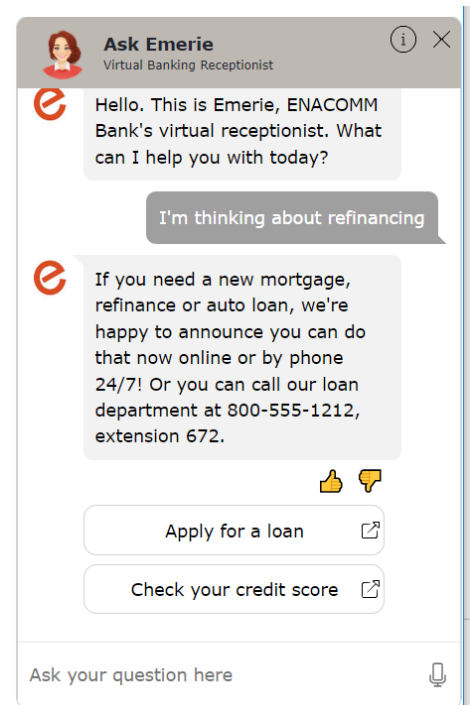 Ask Emerie
Virtual Banking Receptionist
Hello. This is Emerie, ENACOMM
Bank's virtual receptionist. What
can I help you with today?
I'm thinking about refinancing
If you need a new mortgage,
refinance or auto loan, we're
happy to announce you can do
that now online or by phone
24/7! Or you can call our loan
department at 800-555-1212,
extension 672.
Apply for a loan
Check your credit score
Ask your question here